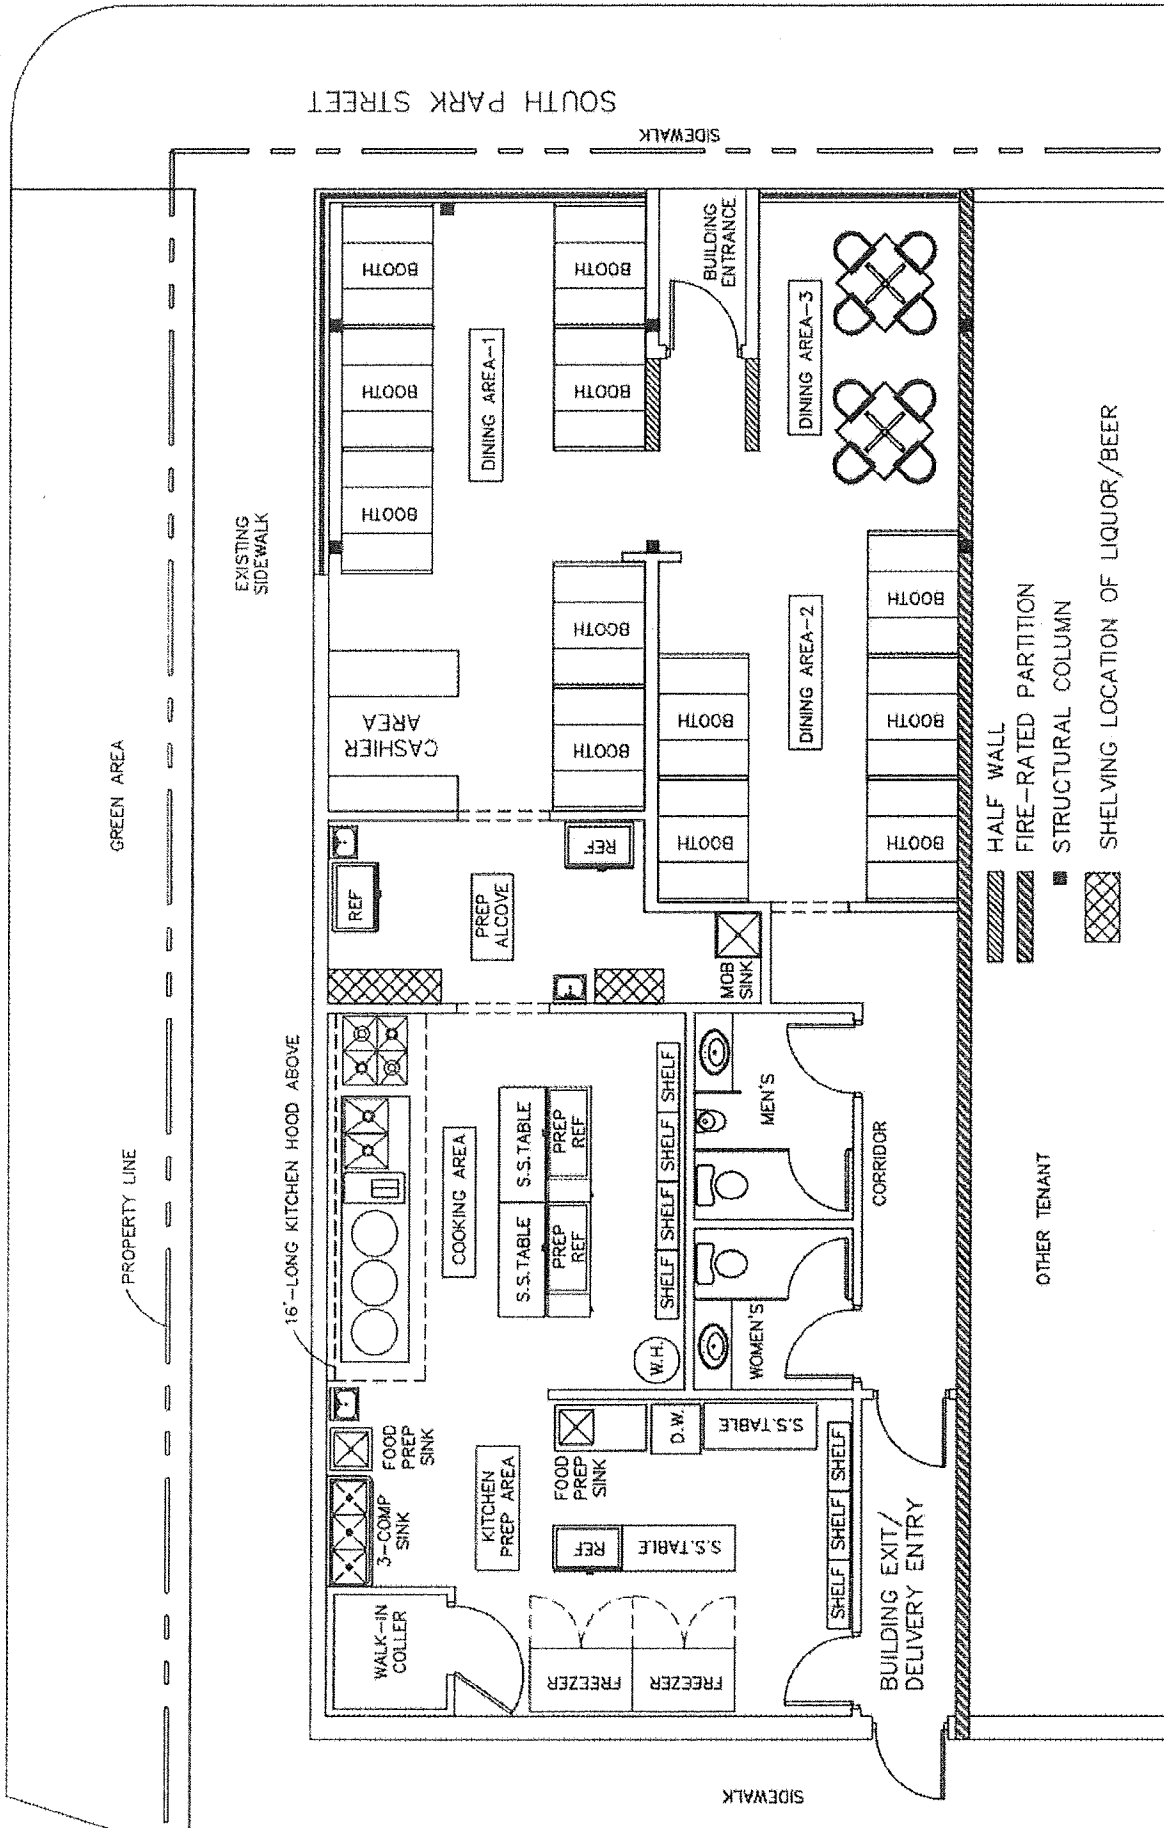 SOUTH PARK STREET
SIDEWALK
GREEN AREA
PROPERTY LINE
EXISTING
SIDEWALK
16'-LONG KITCHEN HOOD ABOVE
BOOTH
BOOTH
BOOTH
DINING AREA-1
BOOTH
BOOTH
BUILDING
ENTRANCE
DINING AREA-3
CASHIER
AREA
BOOTH
BOOTH
DINING AREA-2
BOOTH
BOOTH
BOOTH
BOOTH
BOOTH
REF
REF
PREP
ALCOVE
MOB
SINK
COOKING AREA
S.S.TABLE
S.S.TABLE
PREP
REF
PREP
REF
SHELF
SHELF
SHELF
SHELF
W.H.
MEN'S
WOMEN'S
CORRIDOR
FOOD
PREP
SINK
3-COMP
SINK
KITCHEN
PREP AREA
FOOD
PREP
SINK
D.W.
S.S.TABLE
REF
S.S.TABLE
WALK-IN
COLLER
FREEZER
FREEZER
SHELF
SHELF
SHELF
BUILDING EXIT/
DELIVERY ENTRY
SIDEWALK
OTHER TENANT
HALF WALL
FIRE-RATED PARTITION
STRUCTURAL COLUMN
SHELVING LOCATION OF LIQUOR/BEER